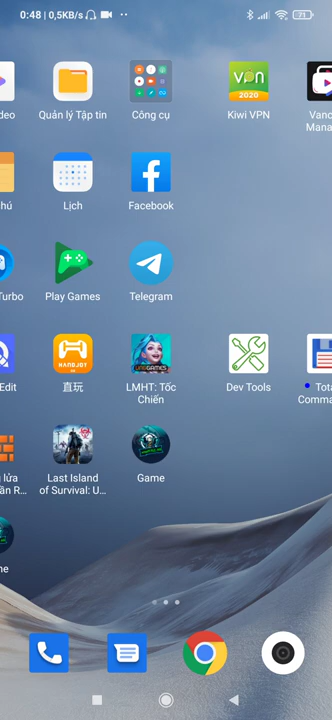 0:48 | 0,5KB/s
71
deo
Quản lý Tập tin
Công cụ
VPN
2020
Kiwi VPN
Vanc
Mana
hú
Lịch
Facebook
Turbo
Play Games
Telegram
HANDJOY
UNGGAMES
Edit
直玩
LMHT: Tốc
Chiến
Dev Tools
Tota
Comma
lửa
ần R...
Last Island
of Survival: U...
Game
ne